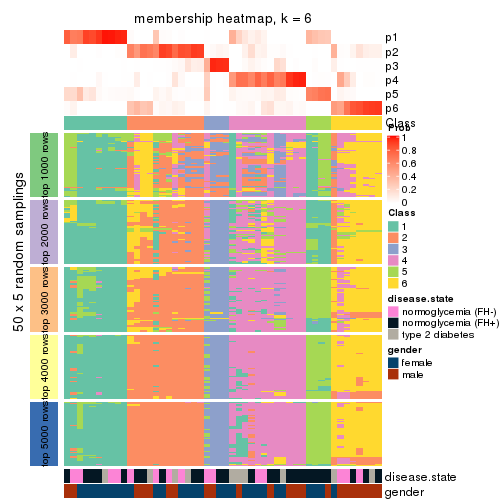 membership heatmap, k = 6
p1
p2
p3
p4
p5
p6
Class
50 x 5 random samplings
top 1000 rows
top 2000 rows
top 3000 rows
top 4000 rows
top 5000 rows
Prob
1
0.8
0.6
0.4
0.2
0
Class
1
2
3
4
5
6
disease.state
normoglycemia (FH-)
normoglycemia (FH+)
type 2 diabetes
gender
female
male
disease.state
gender